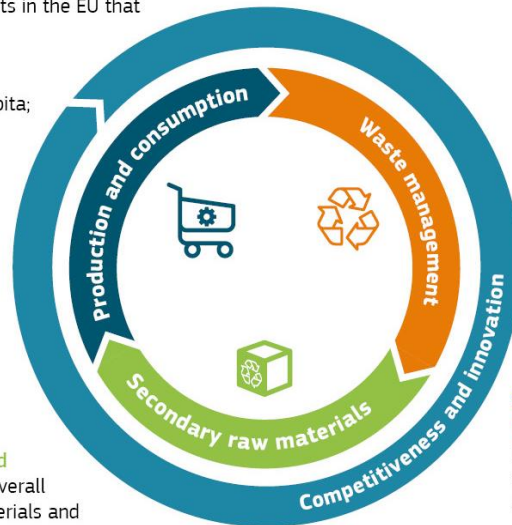 ts in the EU that
pita;
Production and consumption
Waste management
Secondary raw materials
Competitiveness and innovation
d
verall
erials and